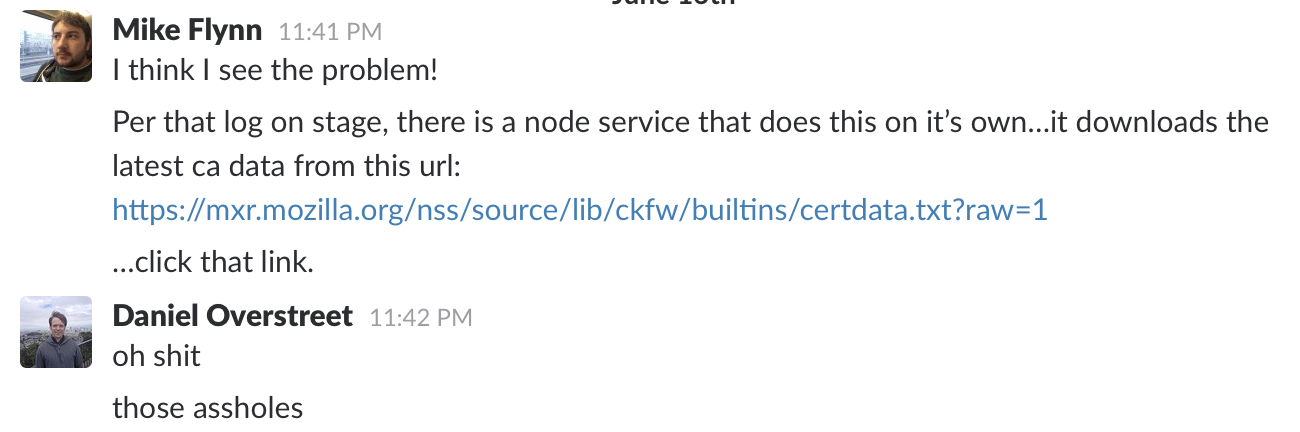 Mike Flynn 11:41 PM
I think I see the problem!
Per that log on stage, there is a node service that does this on it’s own…it downloads the
latest ca data from this url:
https://mxr.mozilla.org/nss/source/lib/ckfw/builtins/certdata.txt?raw=1
…click that link.
Daniel Overstreet 11:42 PM
oh shit
those assholes